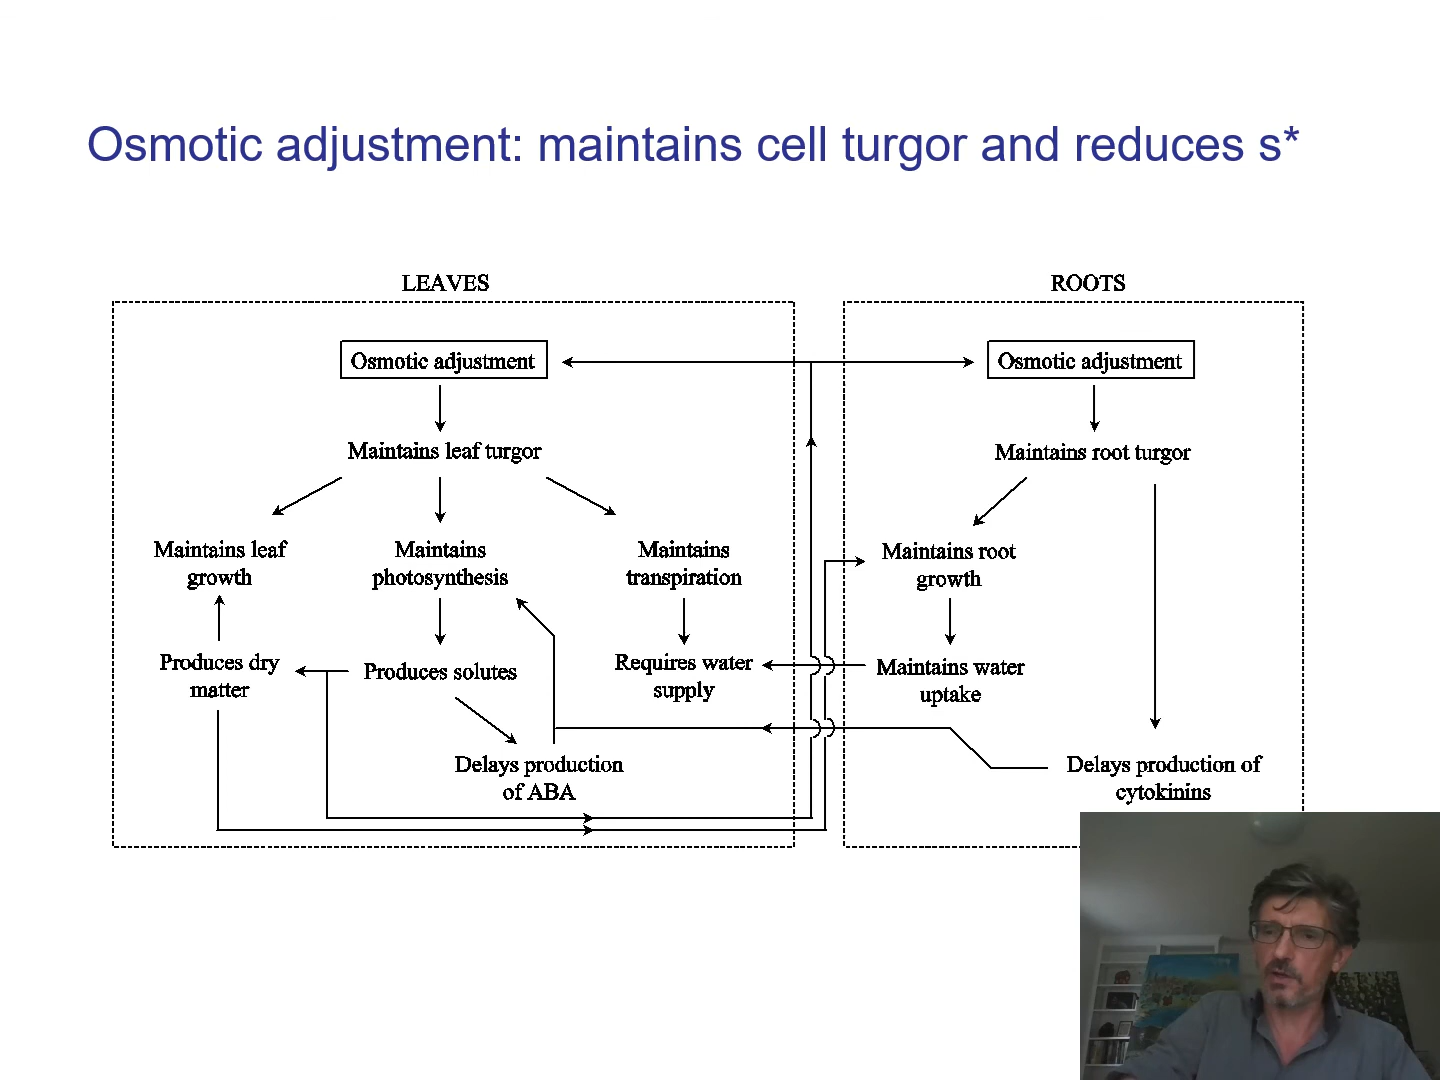 Osmotic adjustment: maintains cell turgor and reduces s*
LEAVES
ROOTS
Osmotic adjustment
Osmotic adjustment
Maintains leaf turgor
Maintains root turgor
Maintains leaf
growth
Maintains
photosynthesis
Maintains
transpiration
Maintains root
growth
Produces dry
matter
Produces solutes
Requires water
supply
Maintains water
uptake
Delays production
of ABA
Delays production of
cytokinins